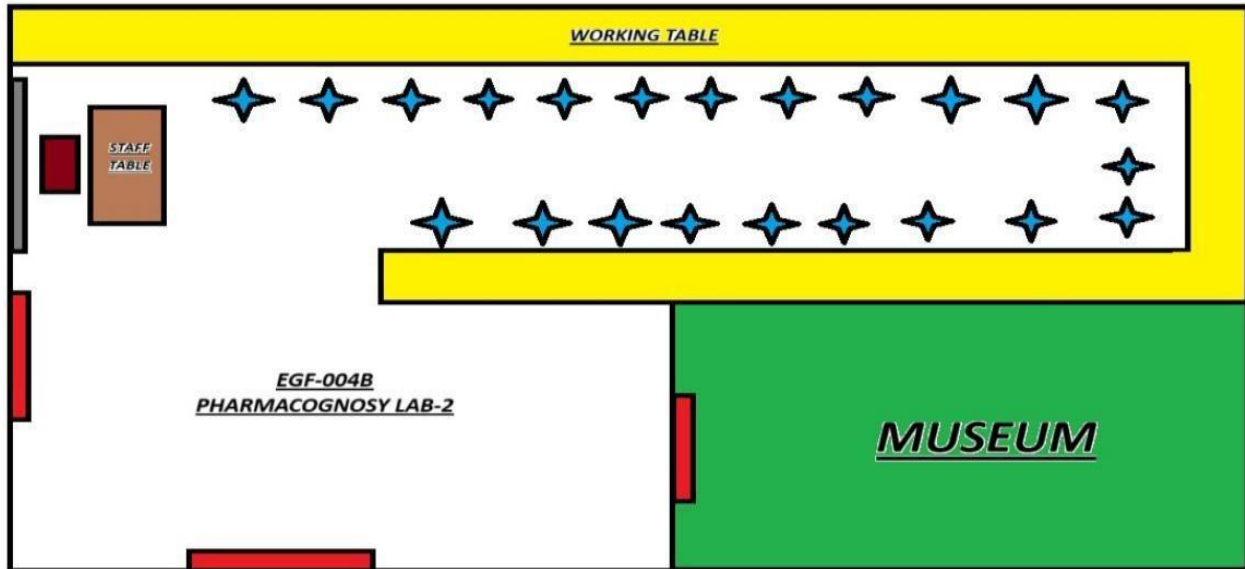 WORKING TABLE
STAFF
TABLE
EGF-004B
PHARMACOGNOSY LAB-2
MUSEUM